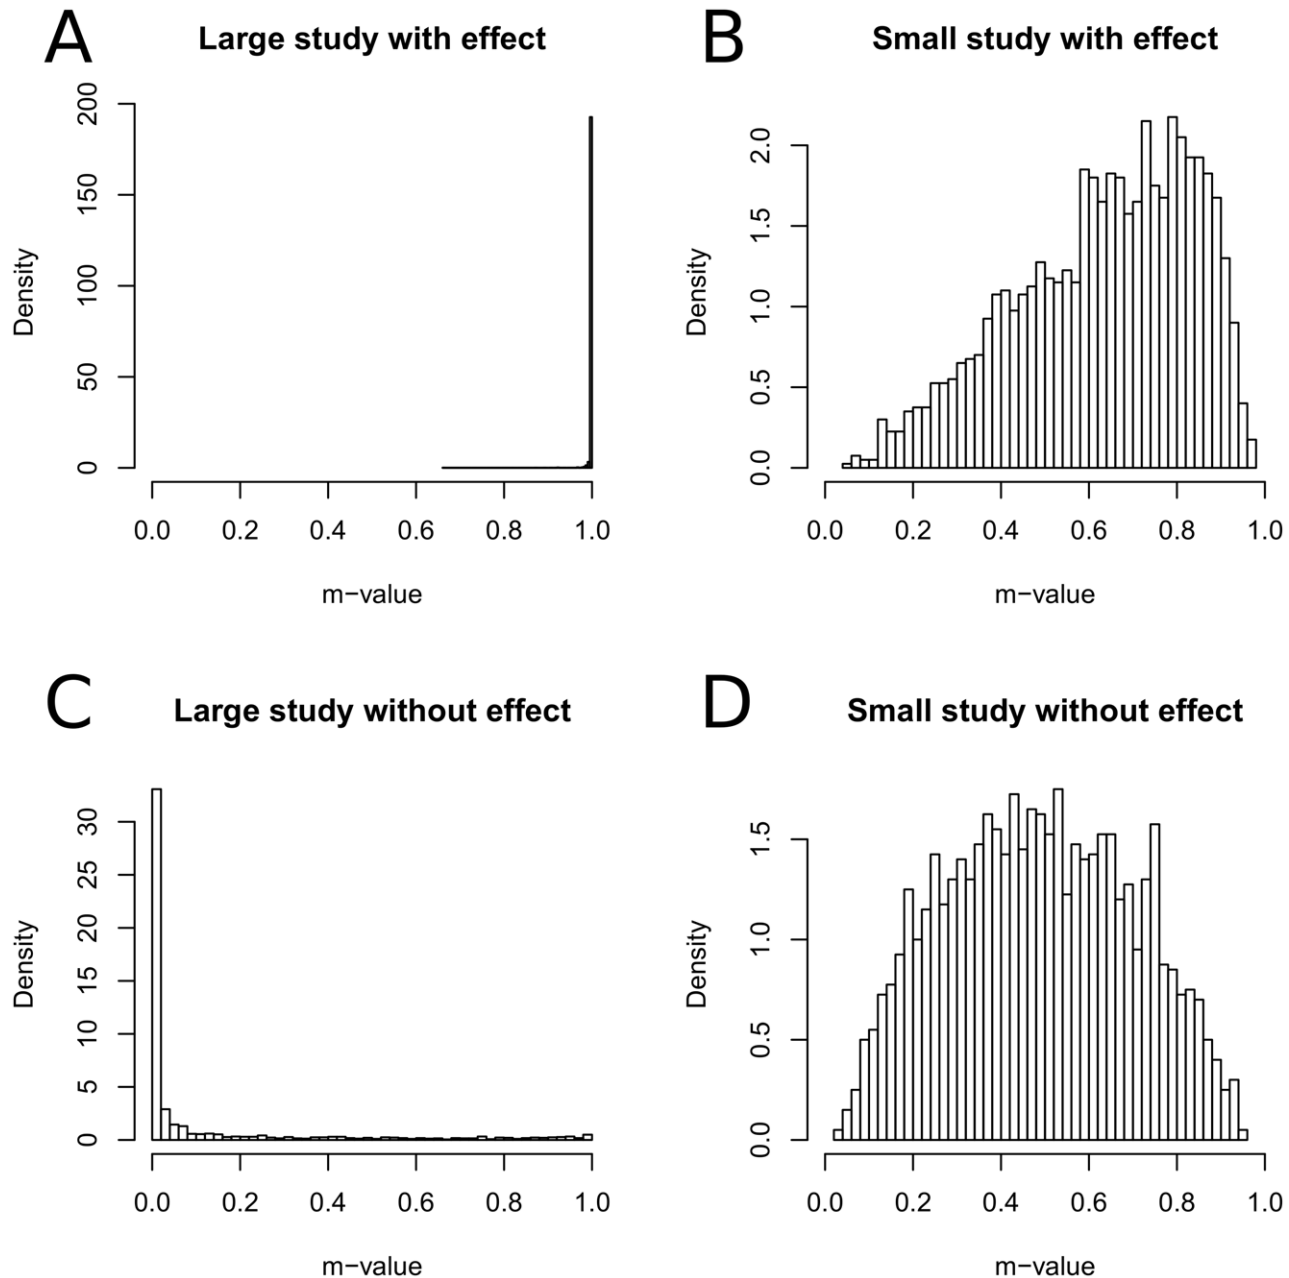 A
Large study with effect
Density
0
50
100
150
200
0.0 0.2 0.4 0.6 0.8 1.0
m−value
B
Small study with effect
Density
0.0
0.5
1.0
1.5
2.0
0.0 0.2 0.4 0.6 0.8 1.0
m−value
C
Large study without effect
Density
0
5
10
15
20
25
30
0.0 0.2 0.4 0.6 0.8 1.0
m−value
D
Small study without effect
Density
0.0
0.5
1.0
1.5
0.0 0.2 0.4 0.6 0.8 1.0
m−value